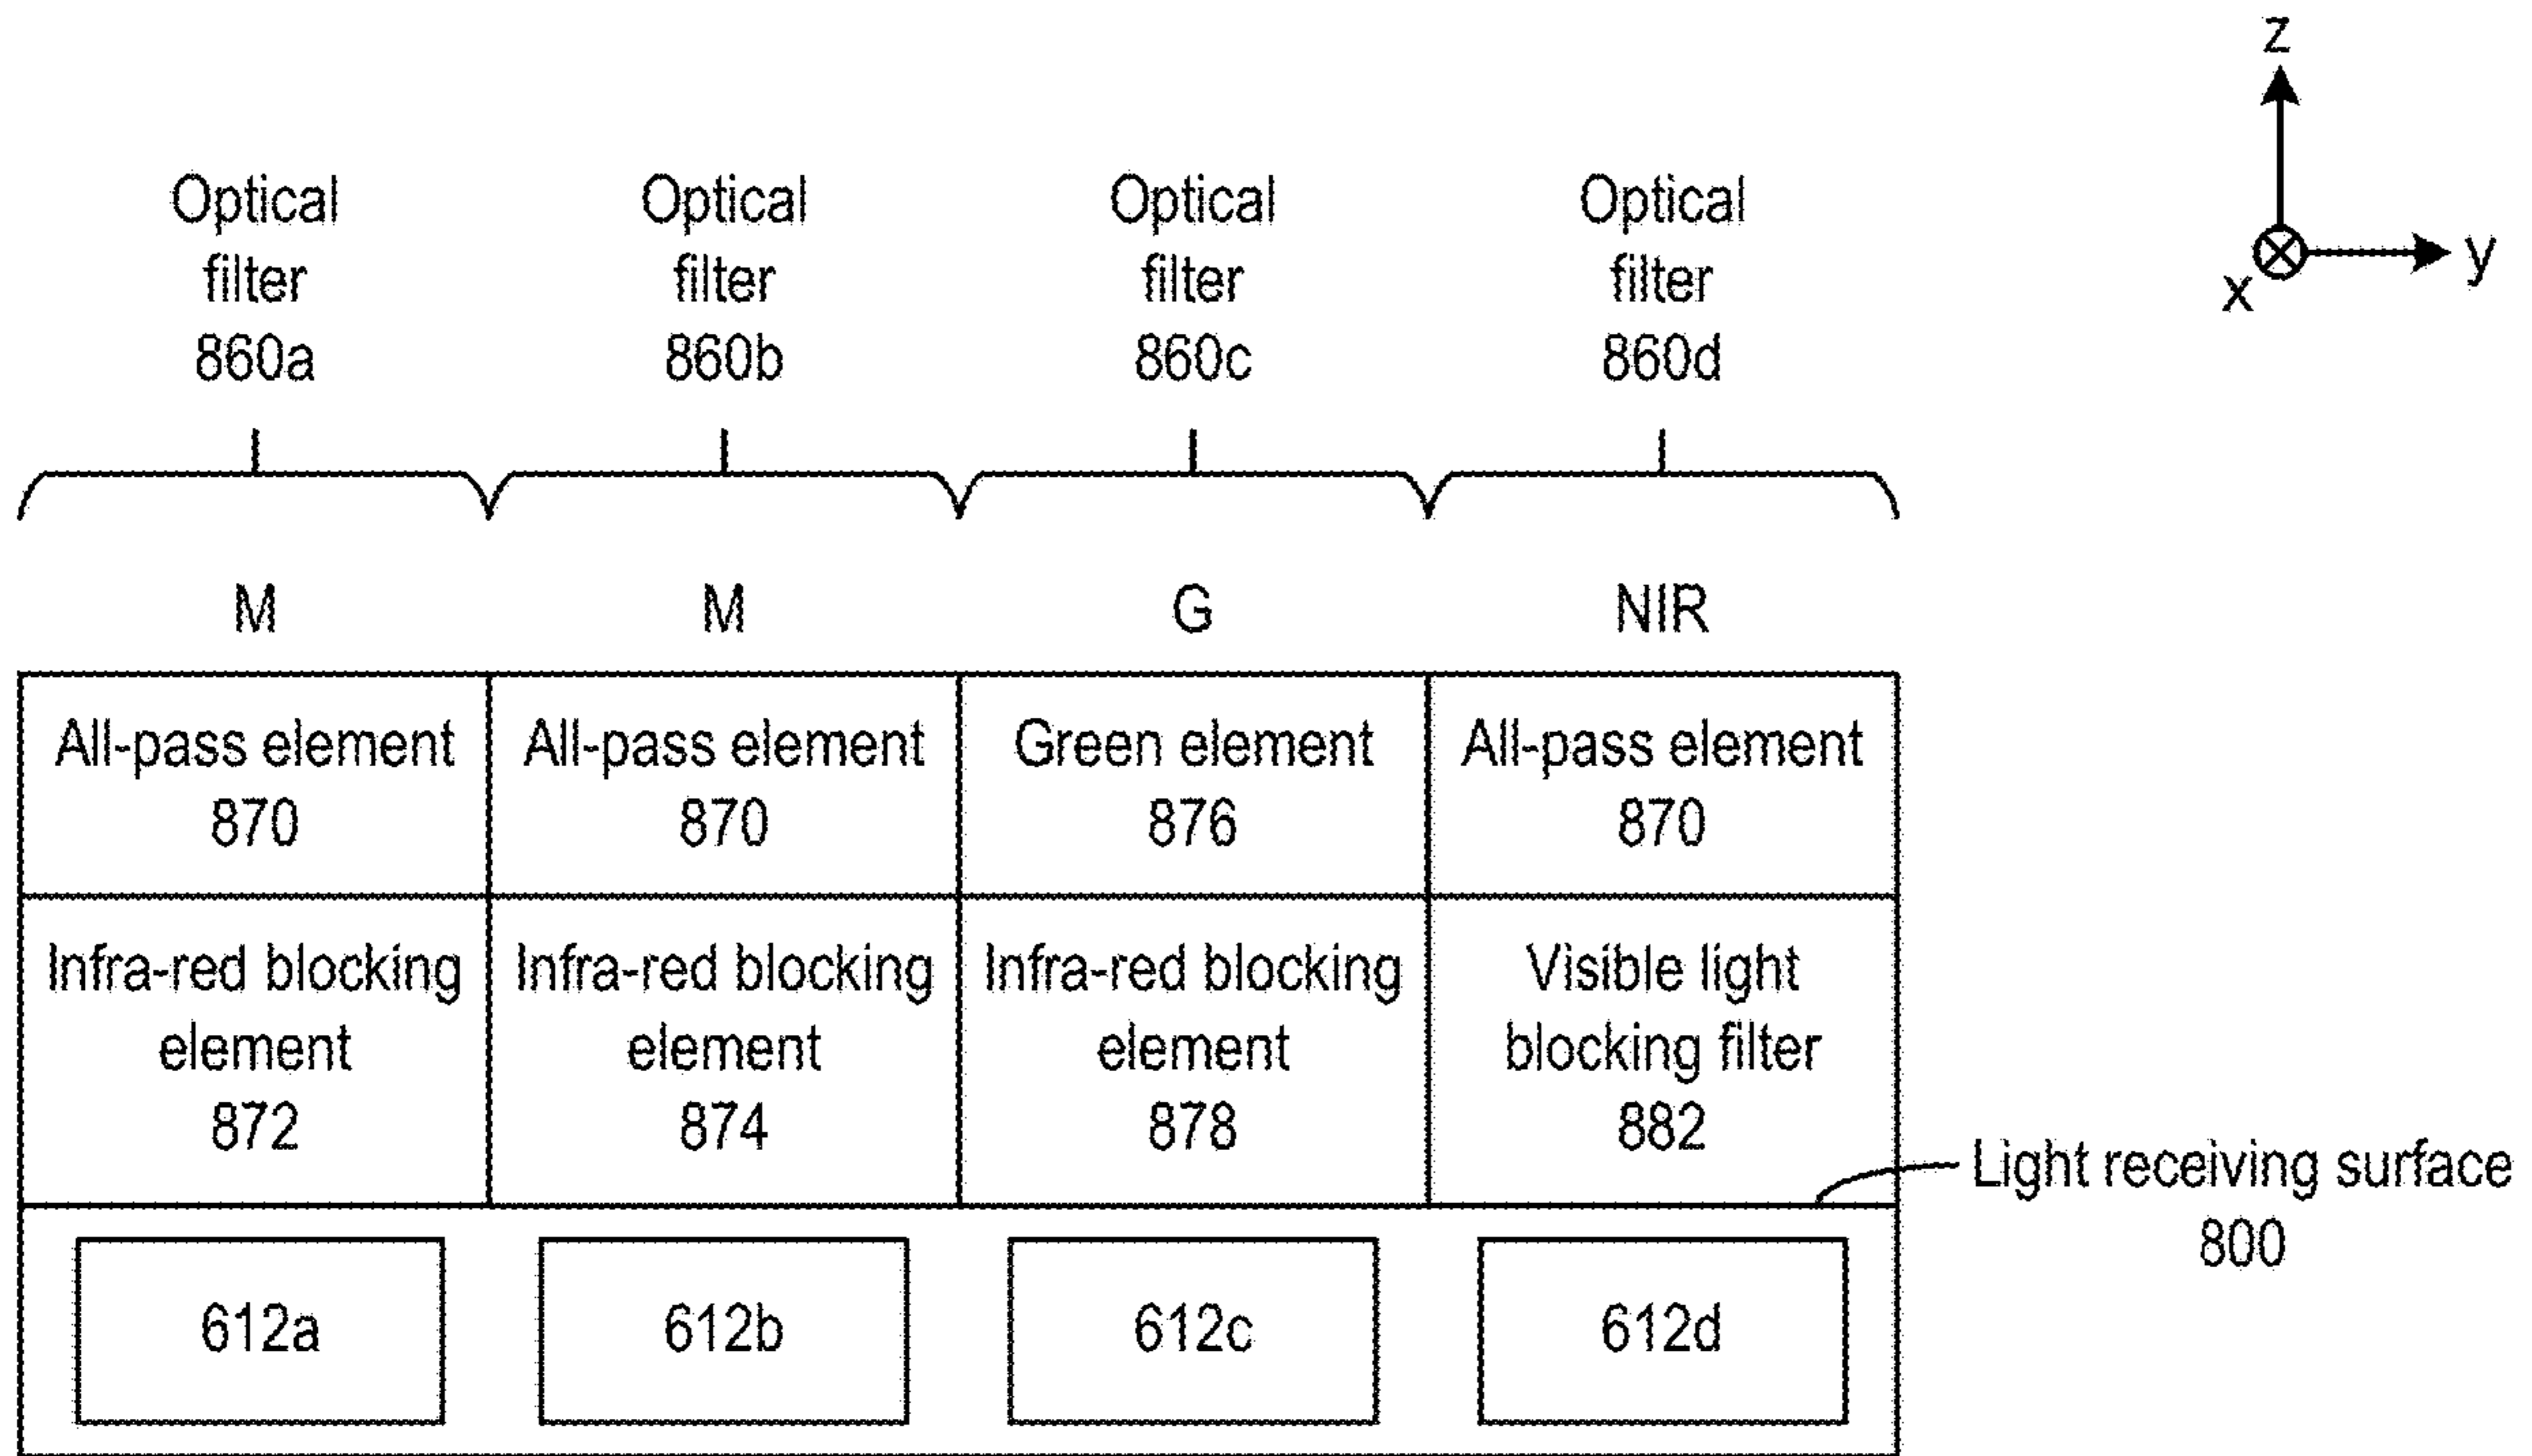 z
y
x
Optical
filter
860a
Optical
filter
860b
Optical
filter
860c
Optical
filter
860d
M
M
G
NIR
All-pass element
870
All-pass element
870
Green element
876
All-pass element
870
Infra-red blocking
element
872
Infra-red blocking
element
874
Infra-red blocking
element
878
Visible light
blocking filter
882
Light receiving surface
800
612a
612b
612c
612d